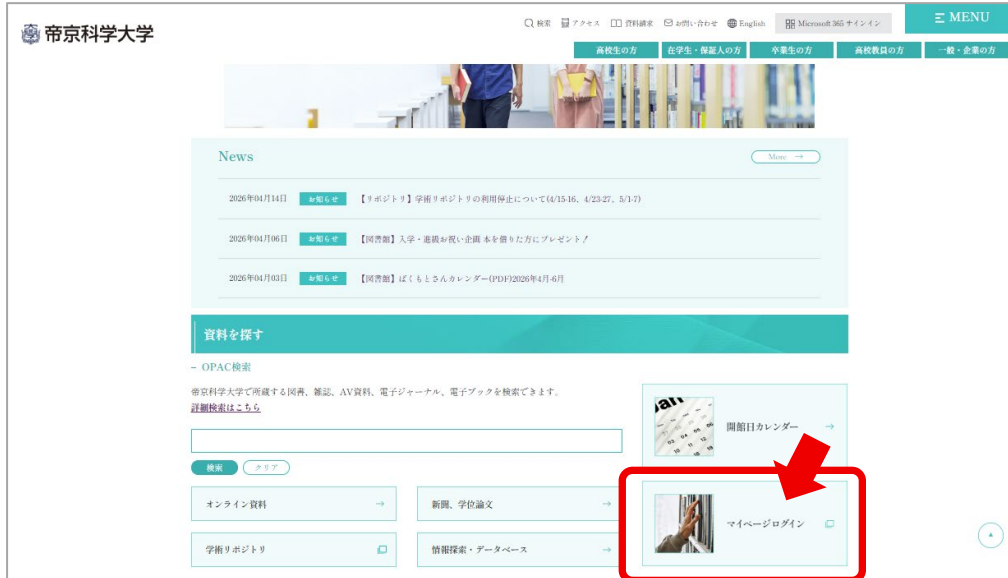 帝京科学大学
検索 アクセス 資料請求 お問い合わせ English Microsoft 365 サインイン
MENU
高校生の方 在学生・保証人の方 卒業生の方 高校教員の方 一般・企業の方
News
More →
2026年04月14日 お知らせ 【リポジトリ】学術リポジトリの利用停止について(4/15-16、4/23-27、5/1-7)
2026年04月06日 お知らせ 【図書館】入学・進級お祝い企画 本を借りた方にプレゼント！
2026年04月03日 お知らせ 【図書館】ぱくもとさんカレンダー(PDF)2026年4月-6月
資料を探す
– OPAC検索
帝京科学大学で所蔵する図書、雑誌、AV資料、電子ジャーナル、電子ブックを検索できます。
詳細検索はこちら
検索 クリア
開館日カレンダー →
オンライン資料 →
新聞、学位論文 →
マイページログイン
学術リポジトリ
情報探索・データベース →